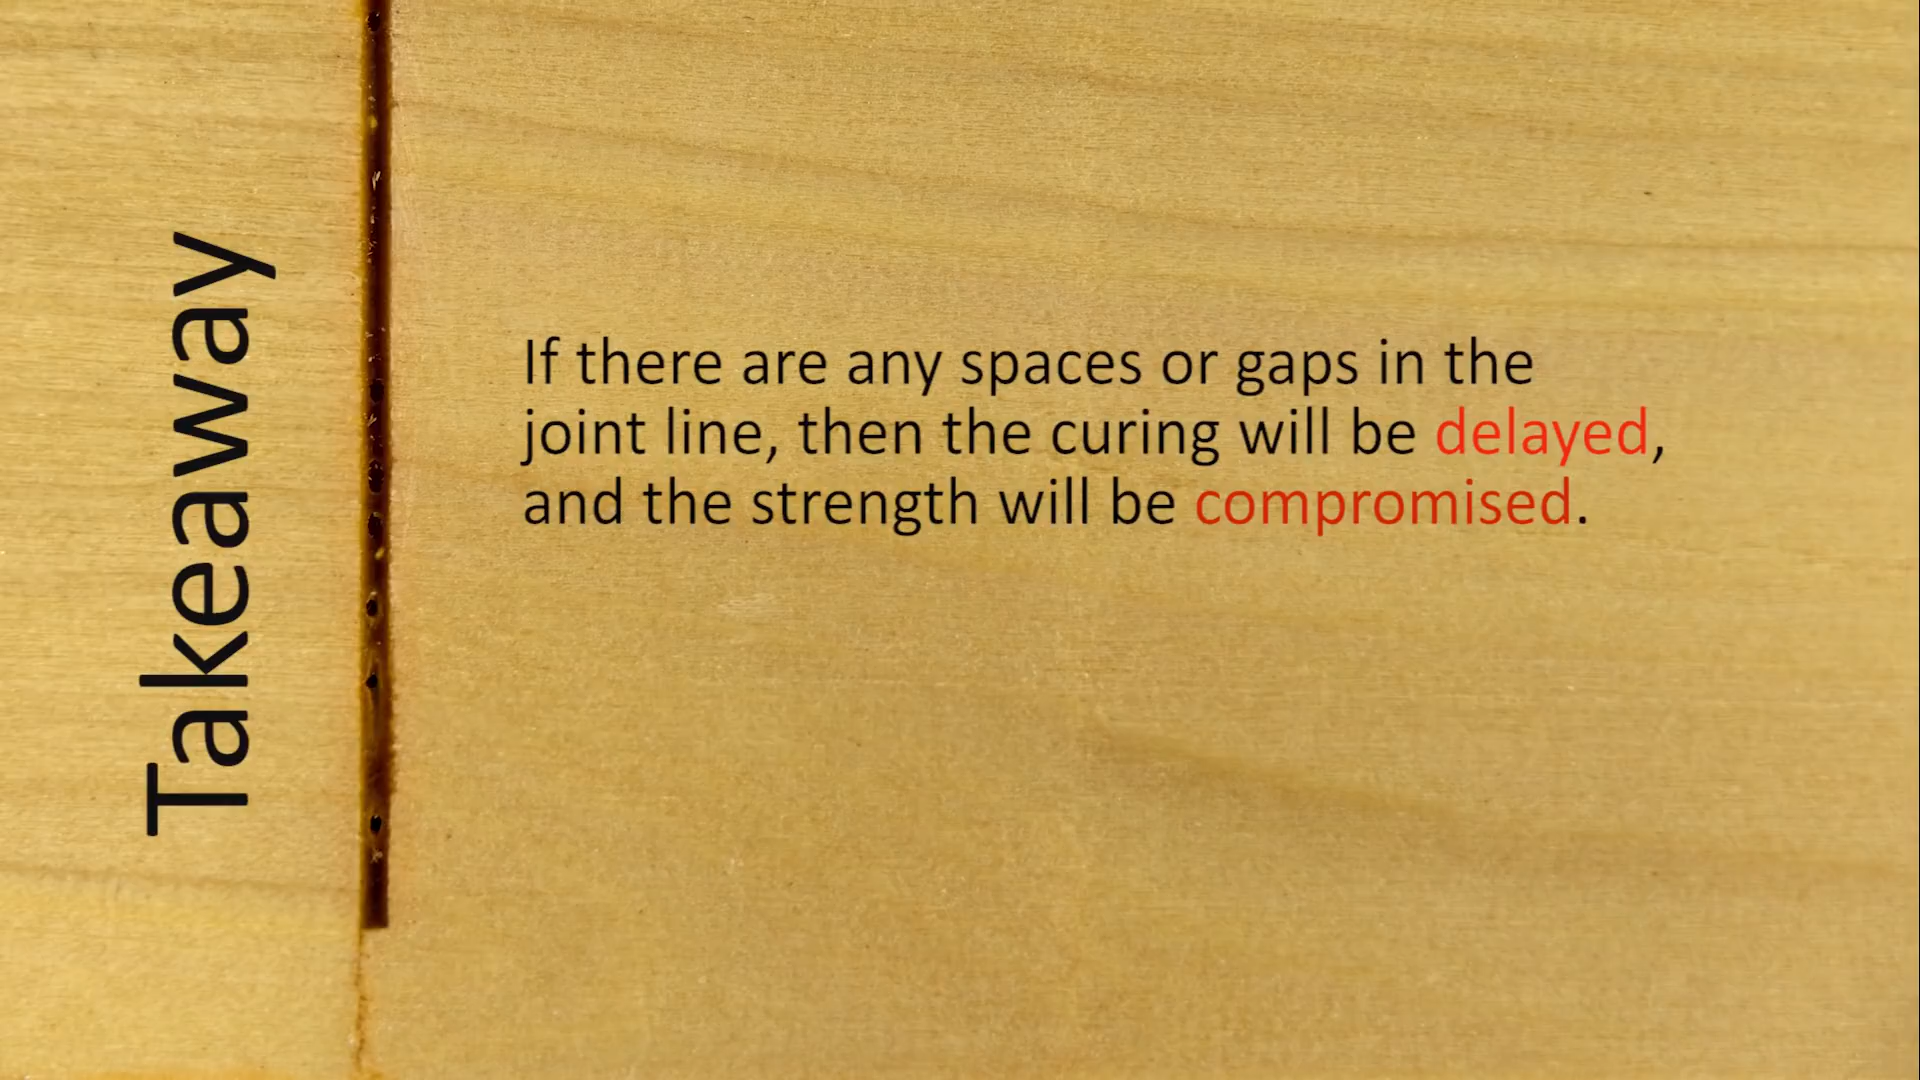 Takeaway
If there are any spaces or gaps in the
joint line, then the curing will be delayed,
and the strength will be compromised.